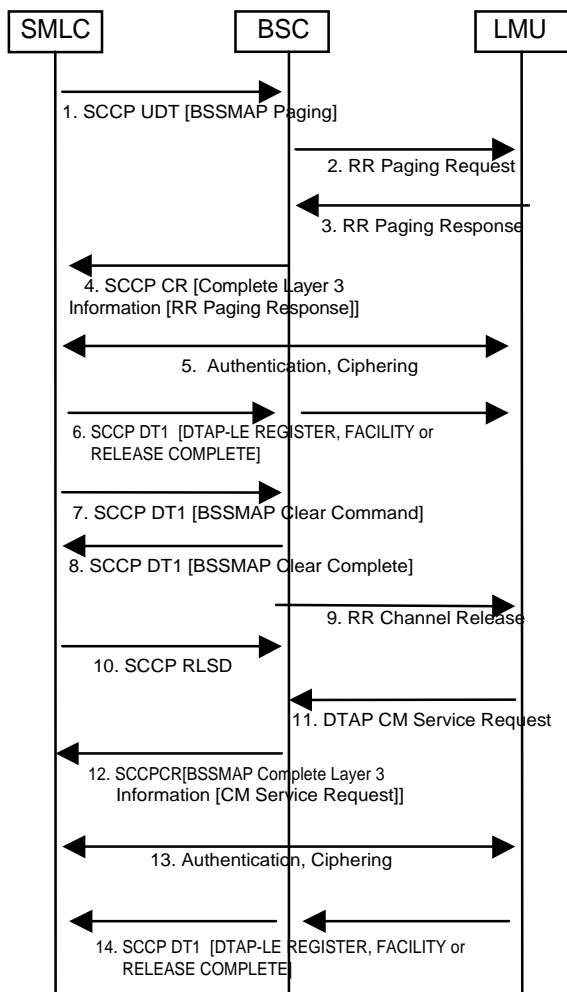 SMLC BSC LMU
1. SCCP UDT [BSSMAP Paging]
2. RR Paging Request
3. RR Paging Response
4. SCCP CR [Complete Layer 3
Information [RR Paging Response]]
5. Authentication, Ciphering
6. SCCP DT1 [DTAP-LE REGISTER, FACILITY or
RELEASE COMPLETE]
7. SCCP DT1 [BSSMAP Clear Command]
8. SCCP DT1 [BSSMAP Clear Complete]
9. RR Channel Release
10. SCCP RLSD
11. DTAP CM Service Request
12. SCCPCR[BSSMAP Complete Layer 3
Information [CM Service Request]]
13. Authentication, Ciphering
14. SCCP DT1 [DTAP-LE REGISTER, FACILITY or
RELEASE COMPLETE]